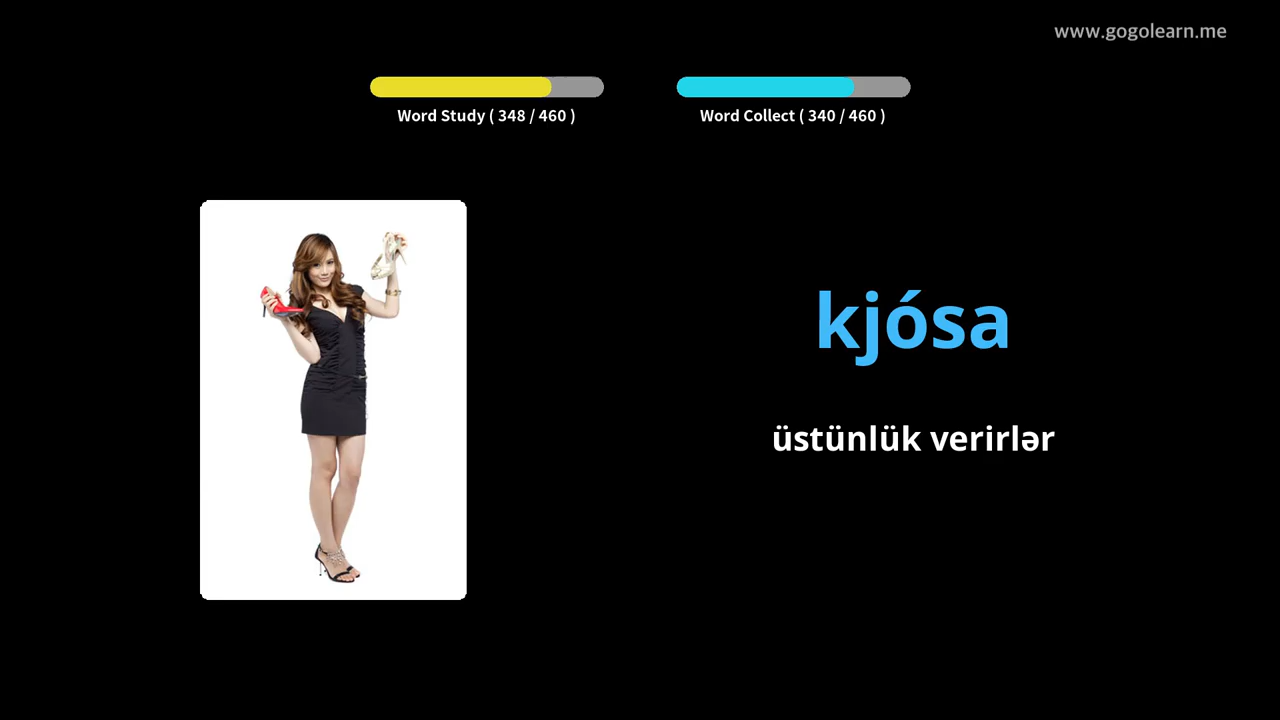 www.gogolearn.me
Word Study ( 348 / 460 )
Word Collect ( 340 / 460 )
kjósa
üstünlük verirlər